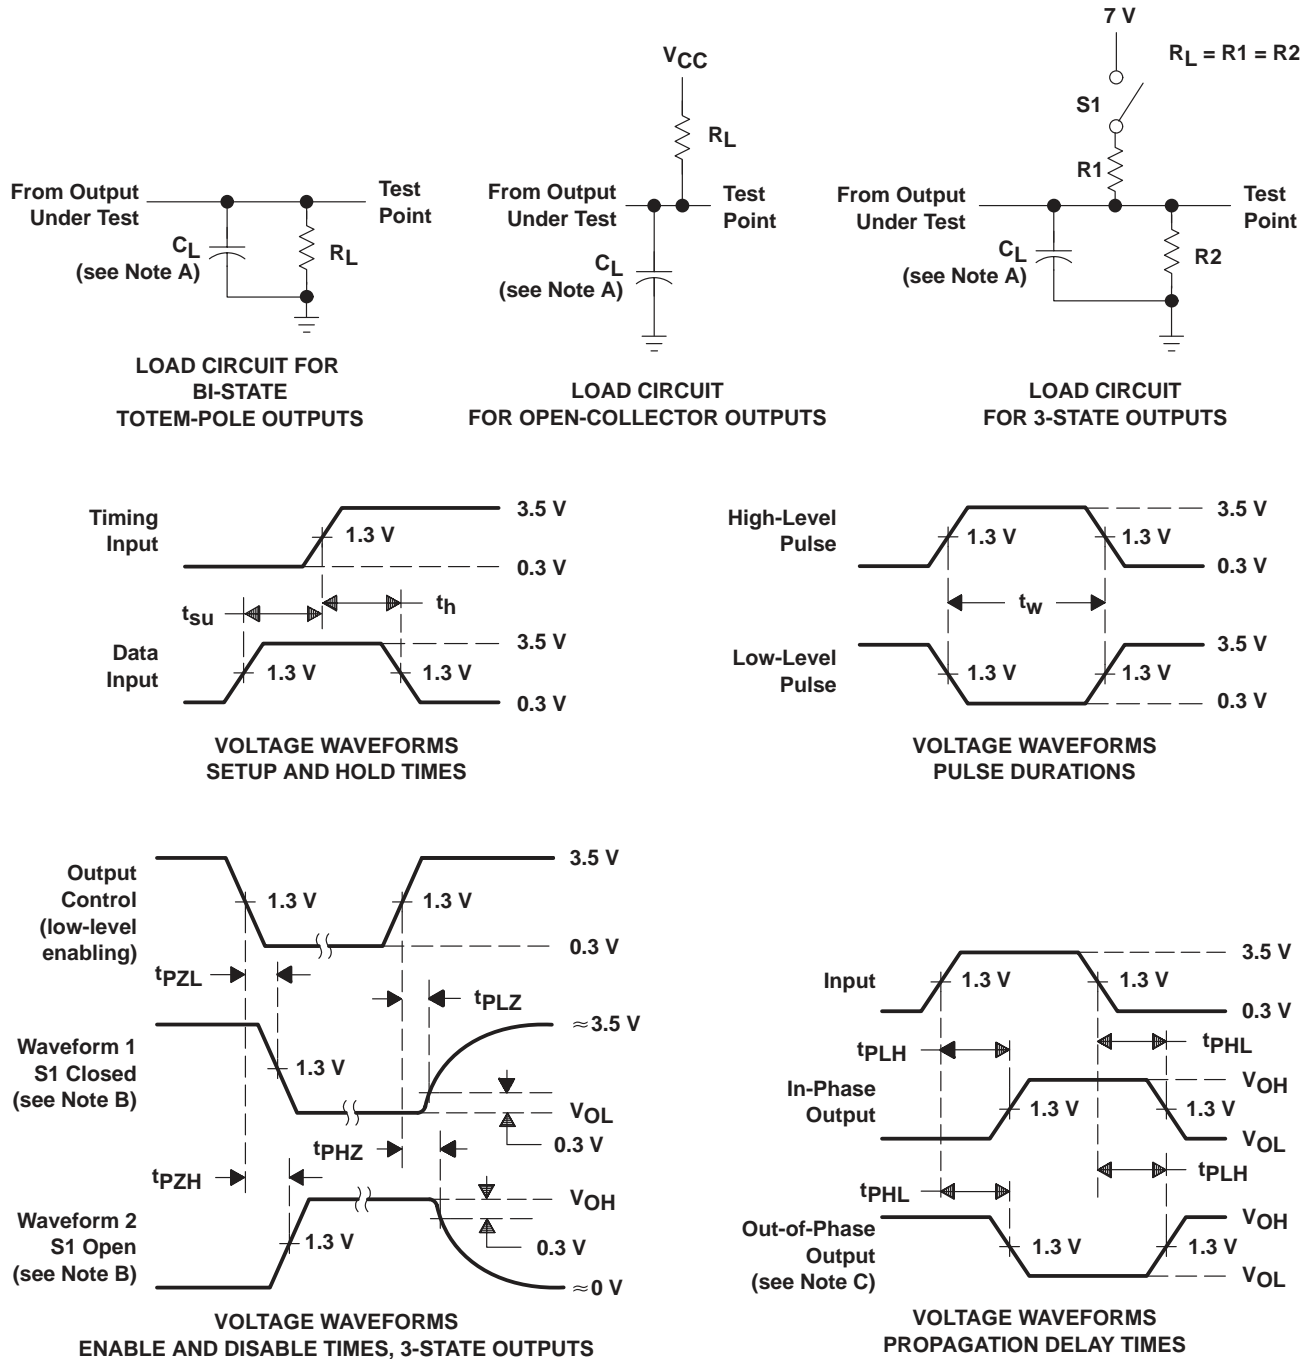 From Output
Under Test
Test
Point
CL
(see Note A)
RL
LOAD CIRCUIT FOR
BI-STATE
TOTEM-POLE OUTPUTS
VCC
RL
From Output
Under Test
Test
Point
CL
(see Note A)
LOAD CIRCUIT
FOR OPEN-COLLECTOR OUTPUTS
7 V
RL = R1 = R2
S1
R1
From Output
Under Test
Test
Point
CL
(see Note A)
R2
LOAD CIRCUIT
FOR 3-STATE OUTPUTS
Timing
Input
3.5 V
1.3 V
0.3 V
tsu
th
Data
Input
3.5 V
1.3 V
1.3 V
0.3 V
VOLTAGE WAVEFORMS
SETUP AND HOLD TIMES
High-Level
Pulse
3.5 V
1.3 V
1.3 V
0.3 V
tw
Low-Level
Pulse
3.5 V
1.3 V
1.3 V
0.3 V
VOLTAGE WAVEFORMS
PULSE DURATIONS
Output
Control
(low-level
enabling)
3.5 V
1.3 V
1.3 V
0.3 V
tPZL
tPLZ
Waveform 1
S1 Closed
(see Note B)
≈3.5 V
1.3 V
VOL
0.3 V
tPHZ
tPZH
Waveform 2
S1 Open
(see Note B)
VOH
1.3 V
0.3 V
≈0 V
VOLTAGE WAVEFORMS
ENABLE AND DISABLE TIMES, 3-STATE OUTPUTS
Input
3.5 V
1.3 V
1.3 V
0.3 V
tPLH
tPHL
In-Phase
Output
VOH
1.3 V
1.3 V
VOL
tPHL
tPLH
Out-of-Phase
Output
(see Note C)
VOH
1.3 V
1.3 V
VOL
VOLTAGE WAVEFORMS
PROPAGATION DELAY TIMES